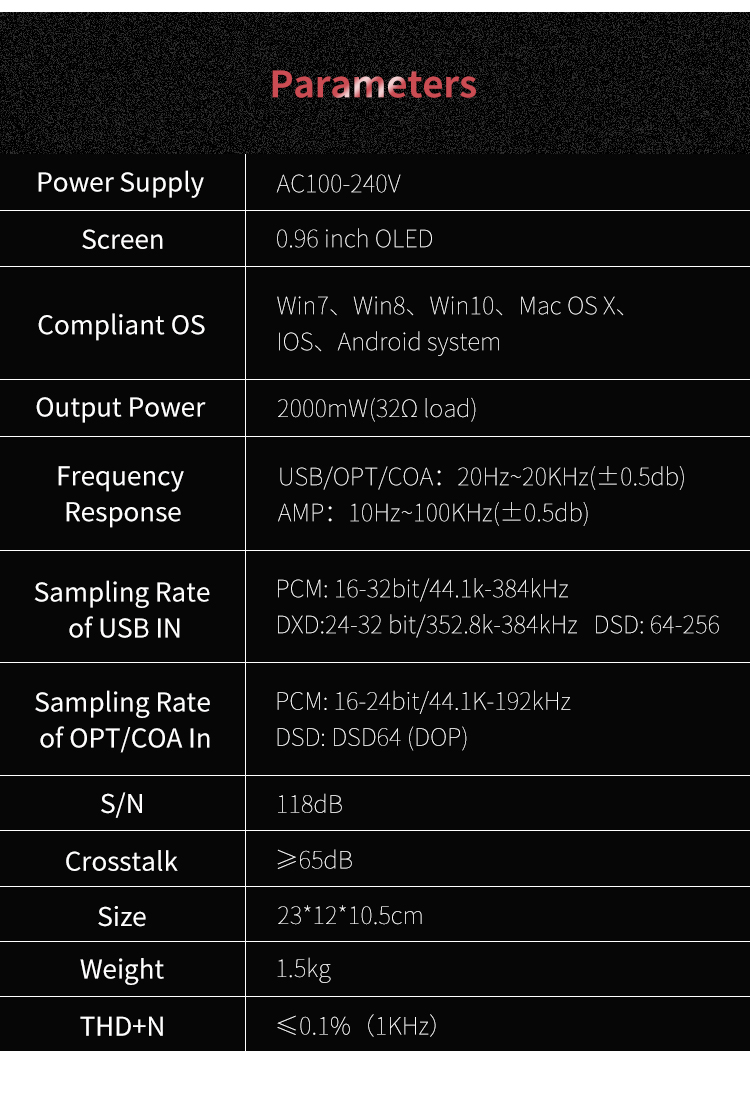 Parameters
Power Supply
AC100-240V
Screen
0.96 inch OLED
Compliant OS
Win7、Win8、Win10、Mac OS X、
IOS、Android system
Output Power
2000mW(32Ω load)
Frequency
Response
USB/OPT/COA：20Hz~20KHz(±0.5db)
AMP：10Hz~100KHz(±0.5db)
Sampling Rate
of USB IN
PCM: 16-32bit/44.1k-384kHz
DXD:24-32 bit/352.8k-384kHz DSD: 64-256
Sampling Rate
of OPT/COA In
PCM: 16-24bit/44.1K-192kHz
DSD: DSD64 (DOP)
S/N
118dB
Crosstalk
≥65dB
Size
23*12*10.5cm
Weight
1.5kg
THD+N
≤0.1%（1KHz）